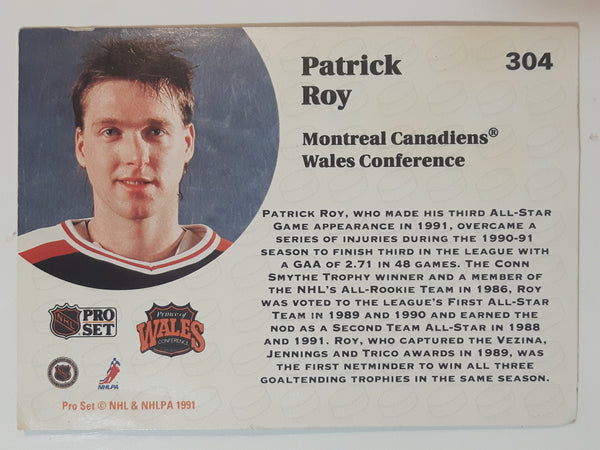 Patrick
Roy
304
Montreal Canadiens®
Wales Conference
PATRICK ROY, WHO MADE HIS THIRD ALL-STAR
GAME APPEARANCE IN 1991, OVERCAME A
SERIES OF INJURIES DURING THE 1990-91
SEASON TO FINISH THIRD IN THE LEAGUE WITH
A GAA OF 2.71 IN 48 GAMES. THE CONN
SMYTHE TROPHY WINNER AND A MEMBER OF
THE NHL'S ALL-ROOKIE TEAM IN 1986, ROY
WAS VOTED TO THE LEAGUE'S FIRST ALL-STAR
TEAM IN 1989 AND 1990 AND EARNED THE
NOD AS A SECOND TEAM ALL-STAR IN 1988
AND 1991. ROY, WHO CAPTURED THE VEZINA,
JENNINGS AND TRICO AWARDS IN 1989, WAS
THE FIRST NETMINDER TO WIN ALL THREE
GOALTENDING TROPHIES IN THE SAME SEASON.
NHL
PRO
SET
Prince of
WALES
CONFERENCE
NHLPA
Pro Set © NHL & NHLPA 1991